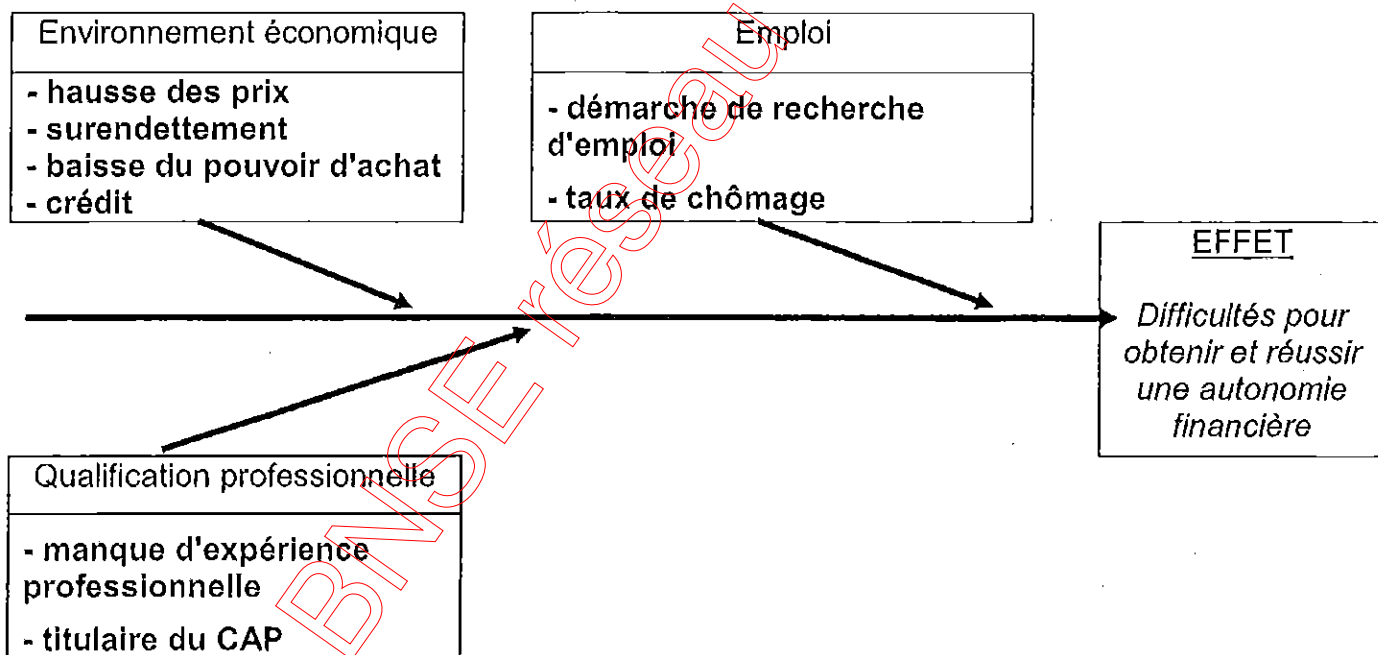 Environnement économique
- hausse des prix
- surendettement
- baisse du pouvoir d'achat
- crédit
Emploi
- démarche de recherche
d'emploi
- taux de chômage
EFFET
Difficultés pour
obtenir et réussir
une autonomie
financière
Qualification professionnelle
- manque d'expérience
professionnelle
- titulaire du CAP
BNSE réseau